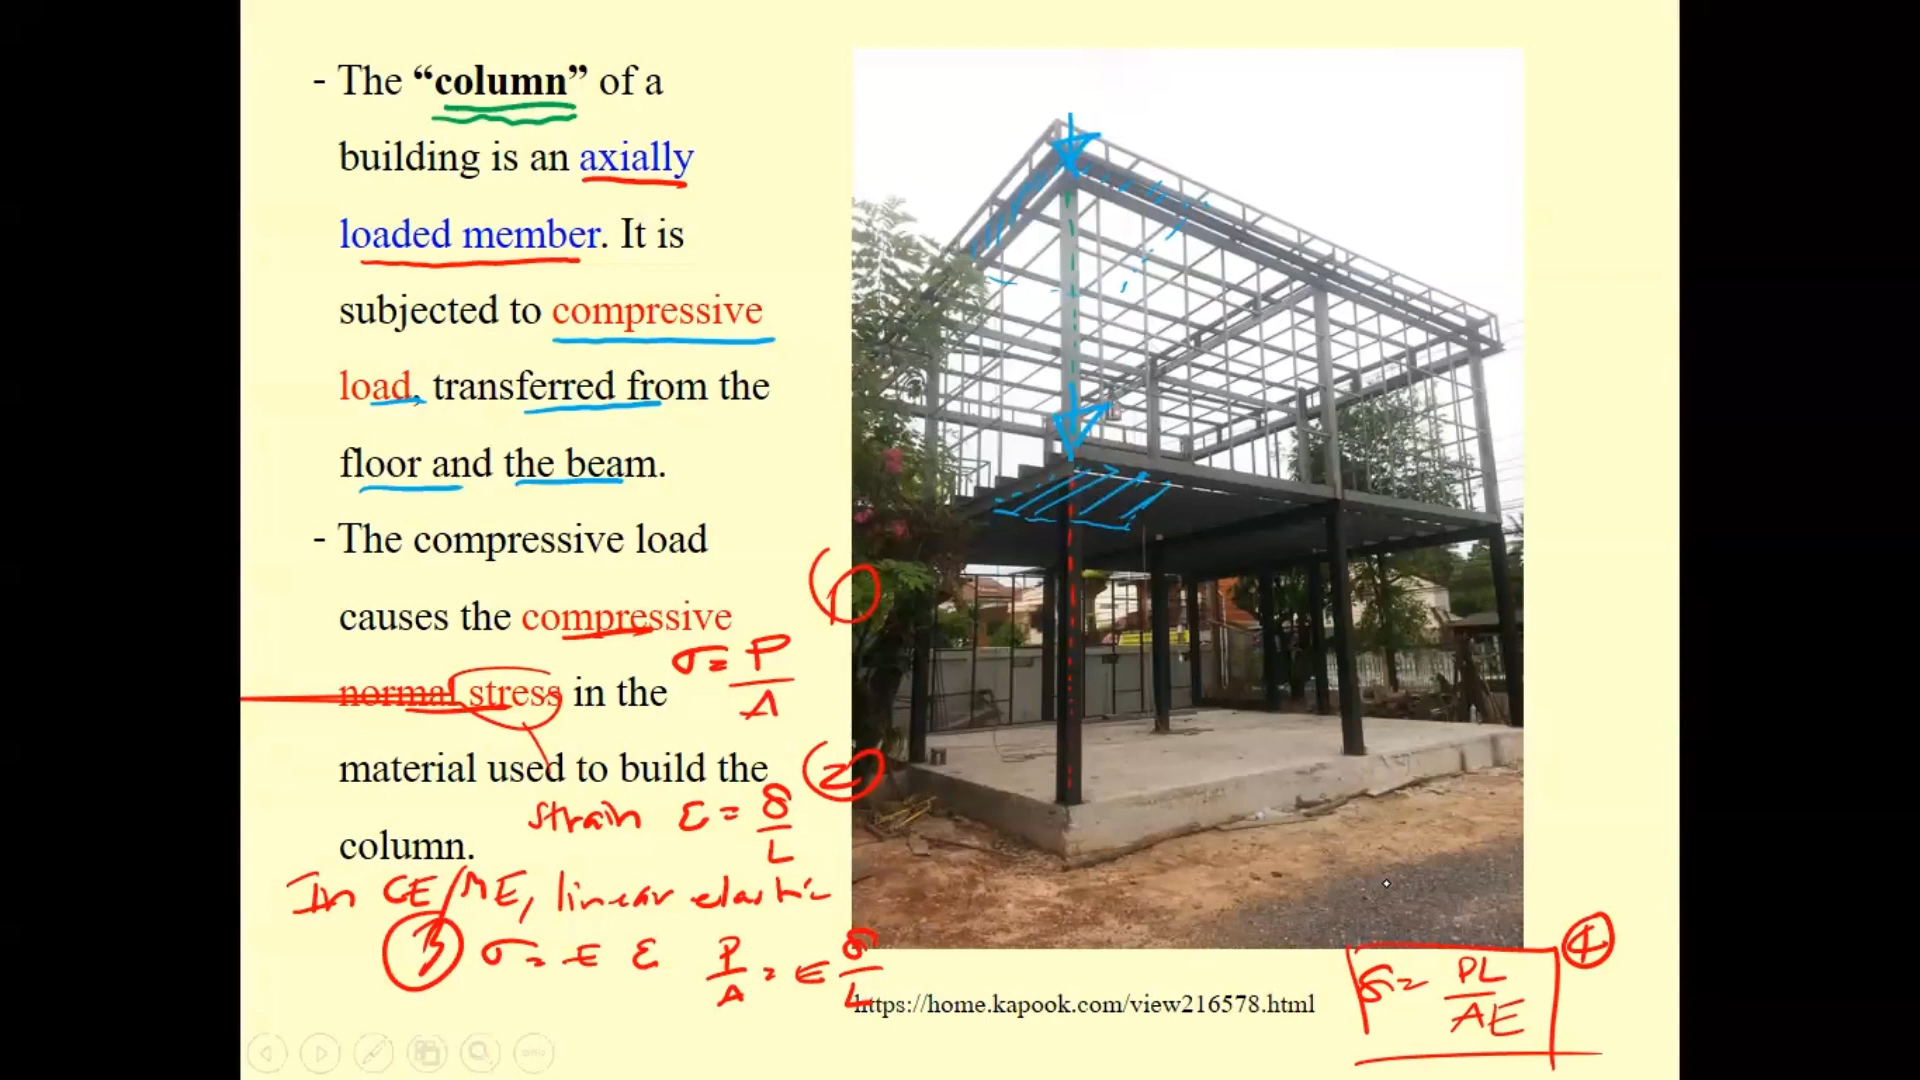 - The “column” of a
building is an axially
loaded member. It is
subjected to compressive
load, transferred from the
floor and the beam.
- The compressive load
causes the compressive
normal stress in the
material used to build the
column.
1
σ = P/A
2
strain ε = δ/L
In CE/ME, linear elastic
3 σ = E ε P/A = E δ/L
https://home.kapook.com/view216578.html
δ = PL/AE
4